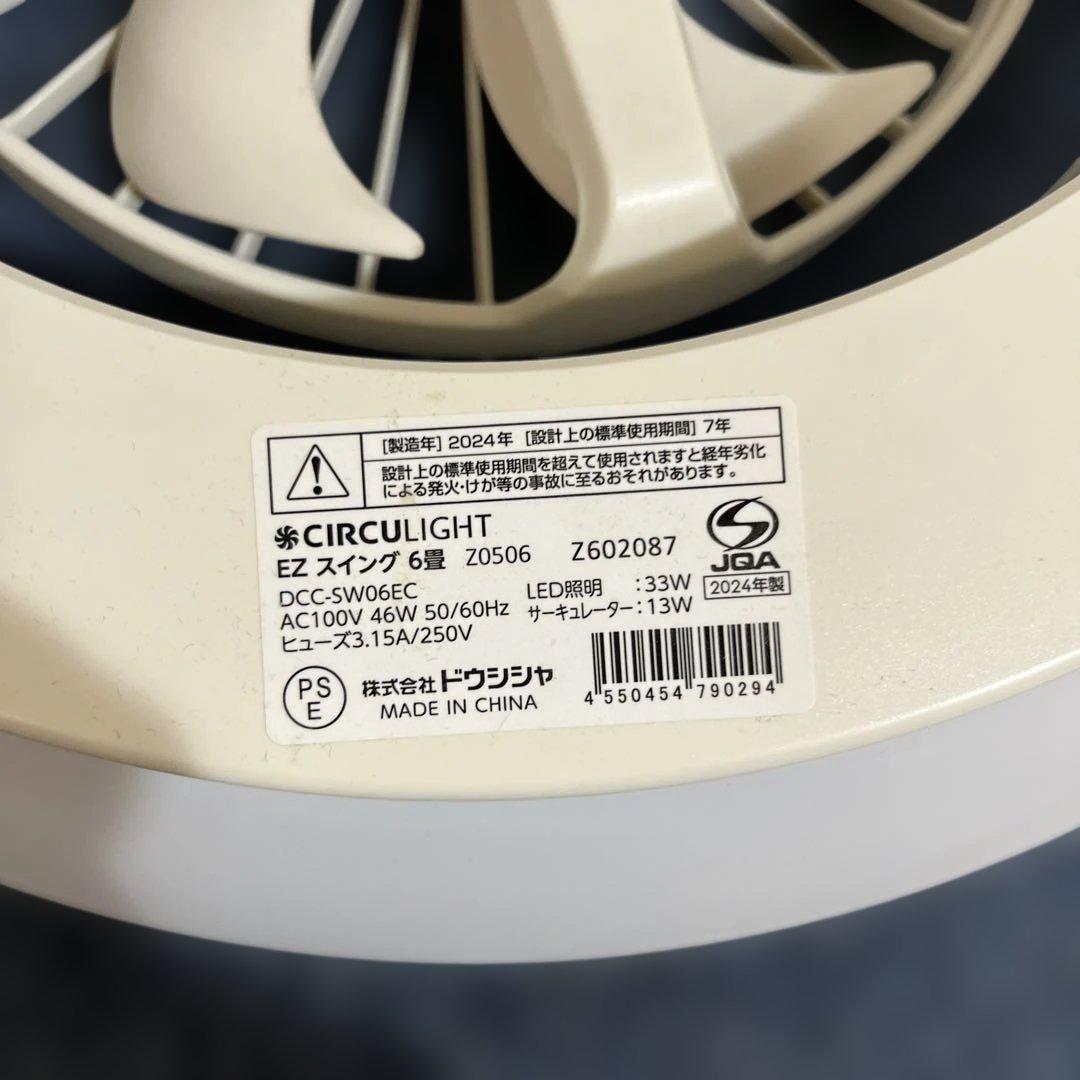 [製造年] 2024年 [設計上の標準使用期間] 7年
設計上の標準使用期間を超えて使用されますと経年劣化
による発火・けが等の事故に至るおそれがあります。
CIRCULIGHT
EZ スイング 6畳 Z0506 Z602087
JQA
2024年製
DCC-SW06EC
AC100V 46W 50/60Hz
ヒューズ3.15A/250V
LED照明 :33W
サーキュレーター:13W
PS
E
株式会社ドウシシャ
MADE IN CHINA
4 550454 790294